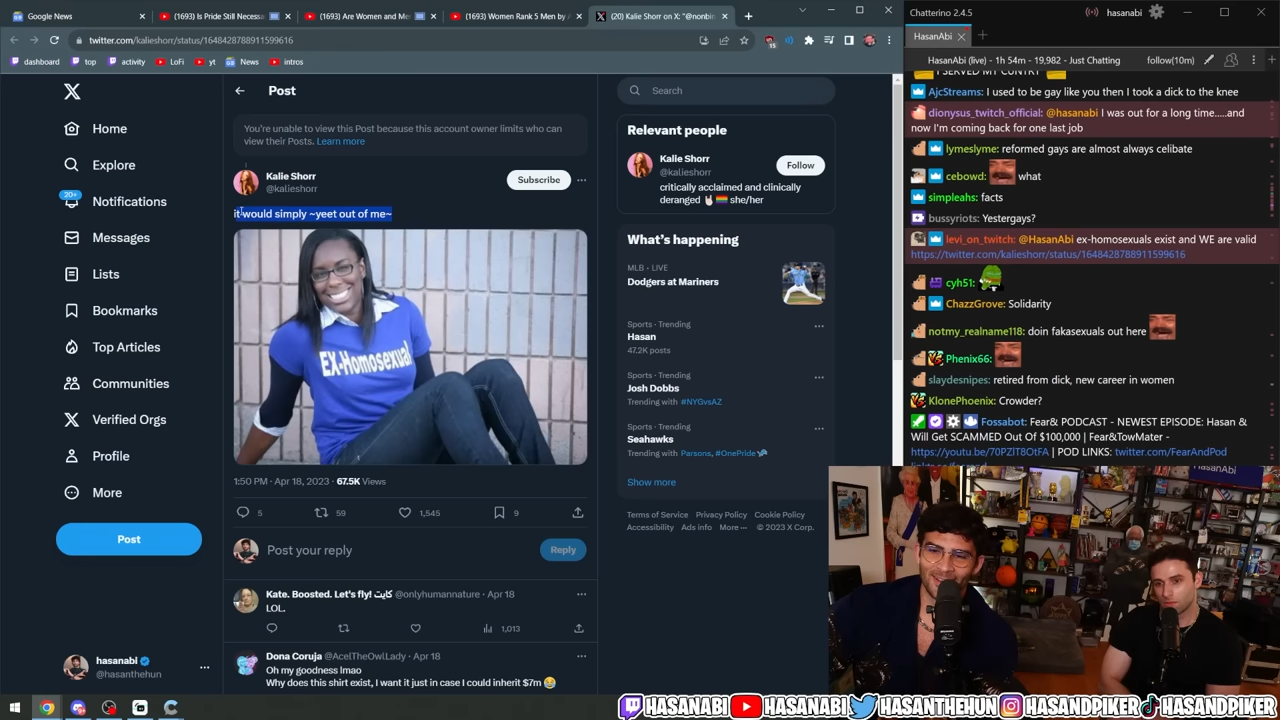 Google News
(1693) Is Pride Still Necessa
(1693) Are Women and Me
(1693) Women Rank 5 Men by
(20) Kalie Shorr on X: "@nonbin
twitter.com/kalieshorr/status/1648428788911599616
dashboard
top
activity
LoFi
yt
News
intros
X
Home
Explore
20+
Notifications
Messages
Lists
Bookmarks
Top Articles
Communities
Verified Orgs
Profile
More
Post
hasanabi
@hasanthehun
Post
You're unable to view this Post because this account owner limits who can
view their Posts. Learn more
Kalie Shorr
@kalieshorr
Subscribe
it would simply ~yeet out of me~
EX-Homosexual
1:50 PM · Apr 18, 2023 · 67.5K Views
5
59
1,545
9
Post your reply
Reply
Kate. Boosted. Let's fly! کایت @onlyhumannature · Apr 18
LOL.
1,013
Dona Coruja @AcelTheOwlLady · Apr 18
Oh my goodness lmao
Why does this shirt exist, I want it just in case I could inherit $7m
Search
Relevant people
Kalie Shorr
@kalieshorr
Follow
critically acclaimed and clinically
deranged she/her
What's happening
MLB · LIVE
Dodgers at Mariners
Sports · Trending
Hasan
47.2K posts
Sports · Trending
Josh Dobbs
Trending with #NYGvsAZ
Sports · Trending
Seahawks
Trending with Parsons, #OnePride
Show more
Terms of Service Privacy Policy Cookie Policy
Accessibility Ads info More ··· © 2023 X Corp.
Chatterino 2.4.5
hasanabi
HasanAbi
HasanAbi (live) - 1h 54m - 19,982 - Just Chatting
follow(10m)
I SERVED MY CUNTRY
AjcStreams: I used to be gay like you then I took a dick to the knee
dionysus_twitch_official: @hasanabi I was out for a long time.....and
now I'm coming back for one last job
lymeslyme: reformed gays are almost always celibate
cebowd: what
simpleahs: facts
bussyriots: Yestergays?
levi_on_twitch: @HasanAbi ex-homosexuals exist and WE are valid
https://twitter.com/kalieshorr/status/1648428788911599616
cyh51:
ChazzGrove: Solidarity
notmy_realname118: doin fakasexuals out here
Phenix66:
slaydesnipes: retired from dick, new career in women
KlonePhoenix: Crowder?
Fossabot: Fear& PODCAST - NEWEST EPISODE: Hasan &
Will Get SCAMMED Out Of $100,000 | Fear&TowMater -
https://youtu.be/70PZlT8OtFA | POD LINKS: twitter.com/FearAndPod
HASANABI
HASANABI
HASANTHEHUN
HASANDPIKER
HASANDPIKER